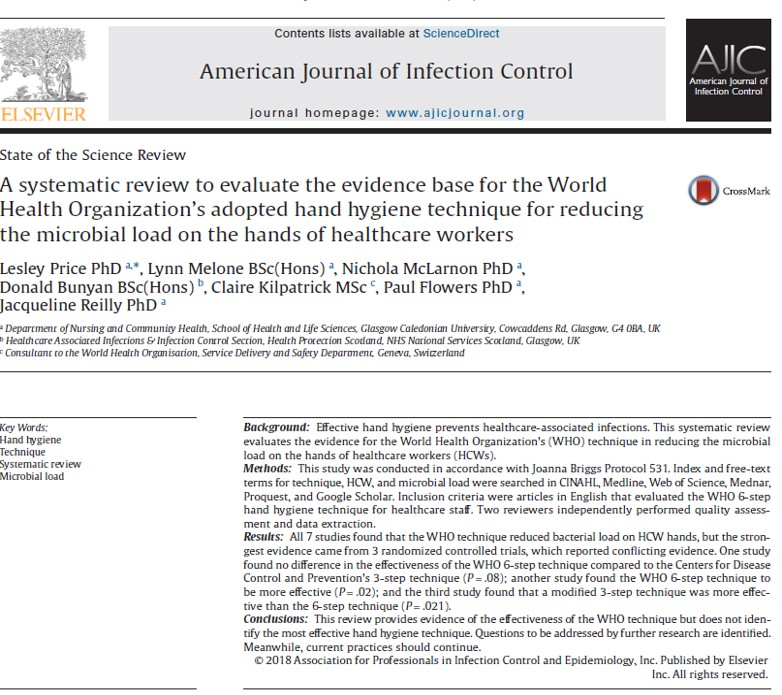 Contents lists available at ScienceDirect
American Journal of Infection Control
journal homepage: www.ajicjournal.org
ELSEVIER
AJIC
American Journal of
Infection Control
State of the Science Review
A systematic review to evaluate the evidence base for the World
Health Organization's adopted hand hygiene technique for reducing
the microbial load on the hands of healthcare workers
CrossMark
Lesley Price PhD a,*, Lynn Melone BSc(Hons) a, Nichola McLarnon PhD a,
Donald Bunyan BSc(Hons) b, Claire Kilpatrick MSc c, Paul Flowers PhD a,
Jacqueline Reilly PhD a
a Department of Nursing and Community Health, School of Health and Life Sciences, Glasgow Caledonian University, Cowcaddens Rd, Glasgow, G4 0BA, UK
b Healthcare Associated Infections & Infection Control Section, Health Protection Scotland, NHS National Services Scotland, Glasgow, UK
c Consultant to the World Health Organisation, Service Delivery and Safety Department, Geneva, Switzerland
Key Words:
Hand hygiene
Technique
Systematic review
Microbial load
Background: Effective hand hygiene prevents healthcare-associated infections. This systematic review
evaluates the evidence for the World Health Organization's (WHO) technique in reducing the microbial
load on the hands of healthcare workers (HCWs).
Methods: This study was conducted in accordance with Joanna Briggs Protocol 531. Index and free-text
terms for technique, HCW, and microbial load were searched in CINAHL, Medline, Web of Science, Mednar,
Proquest, and Google Scholar. Inclusion criteria were articles in English that evaluated the WHO 6-step
hand hygiene technique for healthcare staff. Two reviewers independently performed quality assess-
ment and data extraction.
Results: All 7 studies found that the WHO technique reduced bacterial load on HCW hands, but the stron-
gest evidence came from 3 randomized controlled trials, which reported conflicting evidence. One study
found no difference in the effectiveness of the WHO 6-step technique compared to the Centers for Disease
Control and Prevention's 3-step technique (P = .08); another study found the WHO 6-step technique to
be more effective (P = .02); and the third study found that a modified 3-step technique was more effec-
tive than the 6-step technique (P = .021).
Conclusions: This review provides evidence of the effectiveness of the WHO technique but does not iden-
tify the most effective hand hygiene technique. Questions to be addressed by further research are identified.
Meanwhile, current practices should continue.
© 2018 Association for Professionals in Infection Control and Epidemiology, Inc. Published by Elsevier
Inc. All rights reserved.